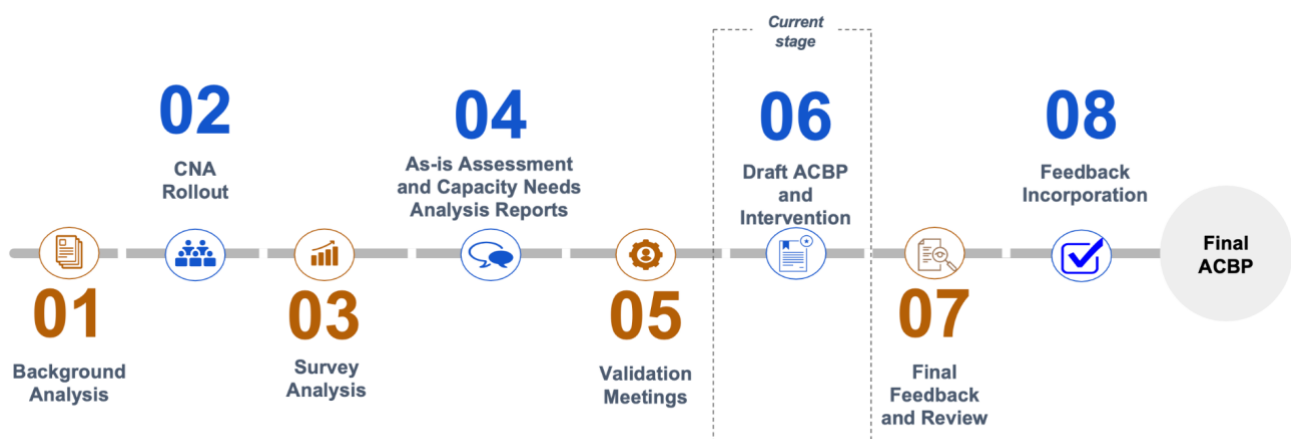 Current
stage
02
04
06
08
CNA
Rollout
As-is Assessment
and Capacity Needs
Analysis Reports
Draft ACBP
and
Intervention
Feedback
Incorporation
Final
ACBP
01
03
05
07
Background
Analysis
Survey
Analysis
Validation
Meetings
Final
Feedback
and Review